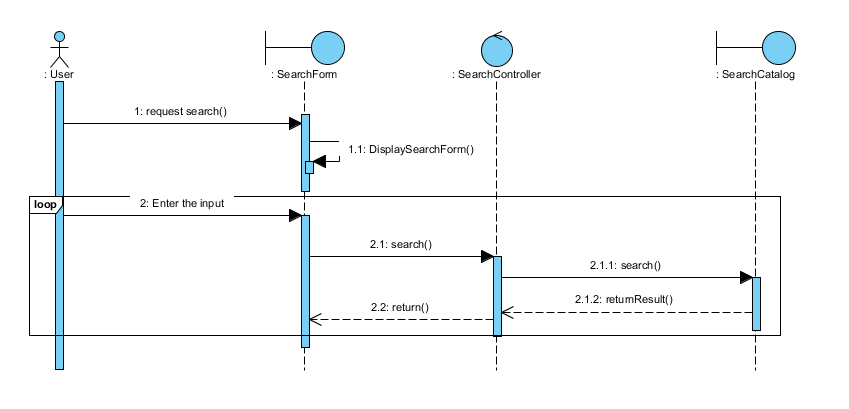 : User
: SearchForm
: SearchController
: SearchCatalog
1: request search()
1.1: DisplaySearchForm()
loop
2: Enter the input
2.1: search()
2.1.1: search()
2.1.2: returnResult()
2.2: return()